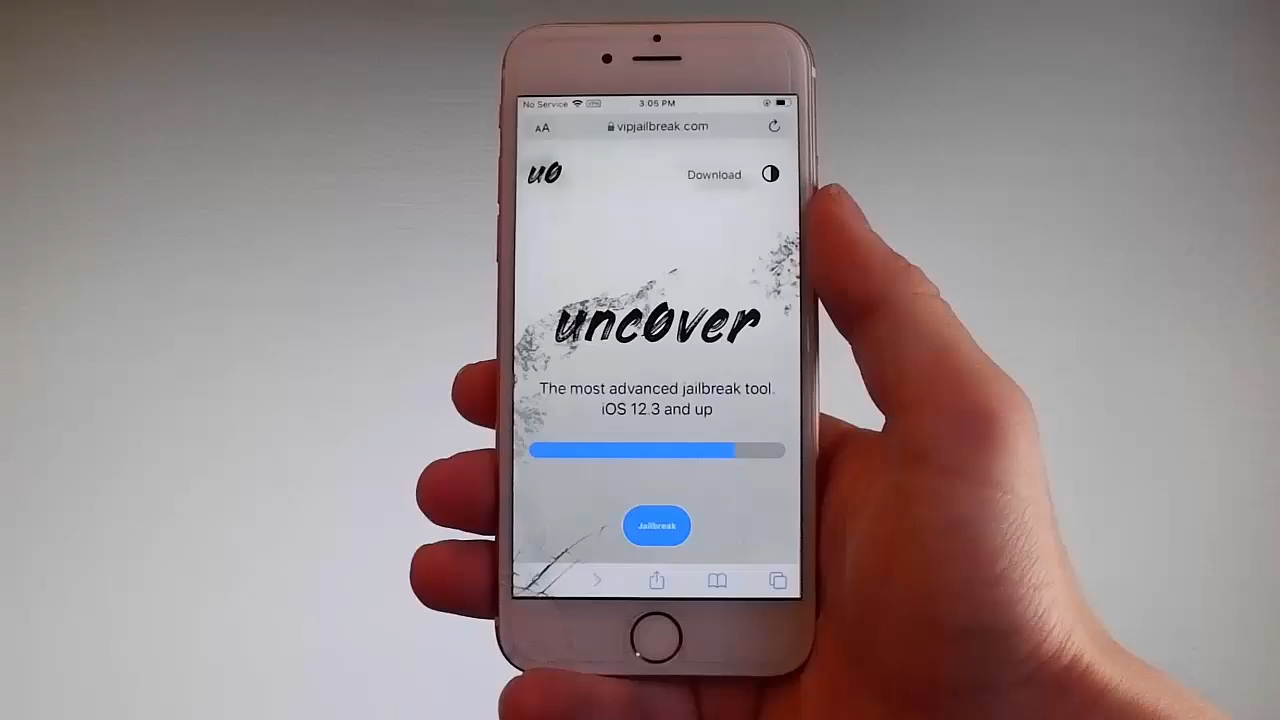 No Service VPN 3:05 PM
AA vipjailbreak.com
u0 Download
unc0ver
The most advanced jailbreak tool.
iOS 12.3 and up
Jailbreak